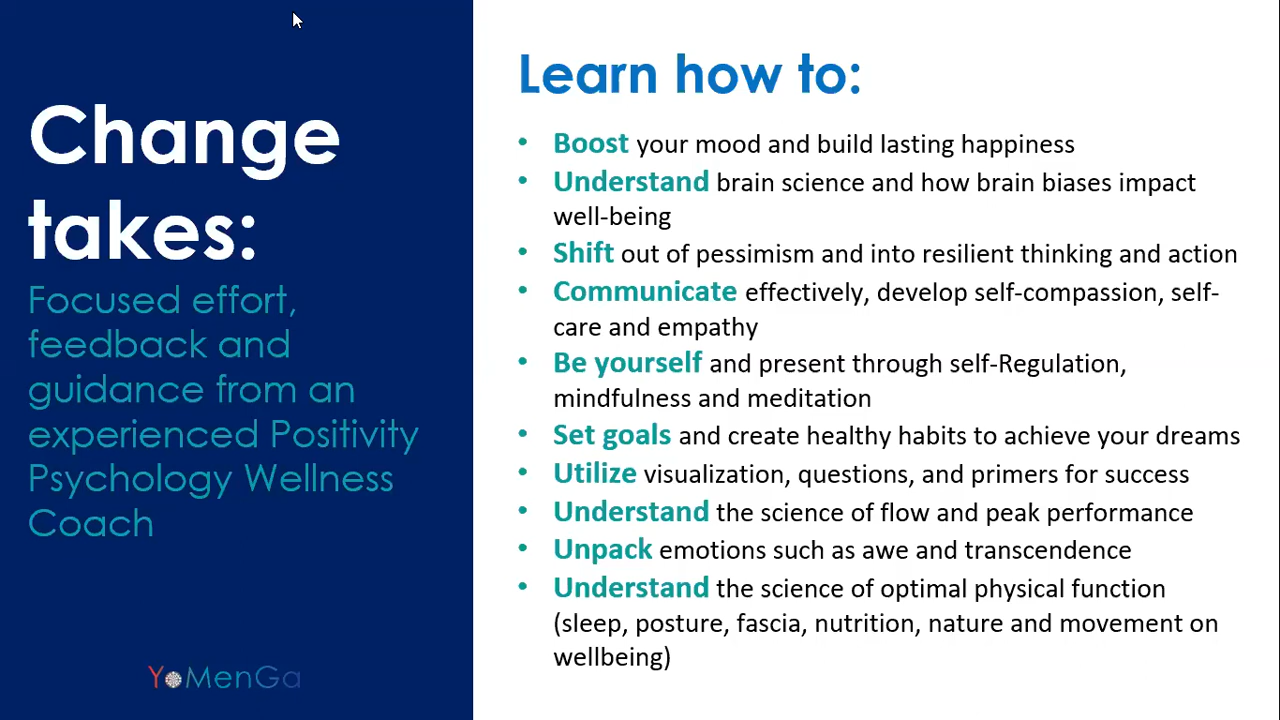 Change
takes:
Focused effort,
feedback and
guidance from an
experienced Positivity
Psychology Wellness
Coach
YoMenGa
Learn how to:
• Boost your mood and build lasting happiness
• Understand brain science and how brain biases impact
well-being
• Shift out of pessimism and into resilient thinking and action
• Communicate effectively, develop self-compassion, self-
care and empathy
• Be yourself and present through self-Regulation,
mindfulness and meditation
• Set goals and create healthy habits to achieve your dreams
• Utilize visualization, questions, and primers for success
• Understand the science of flow and peak performance
• Unpack emotions such as awe and transcendence
• Understand the science of optimal physical function
(sleep, posture, fascia, nutrition, nature and movement on
wellbeing)